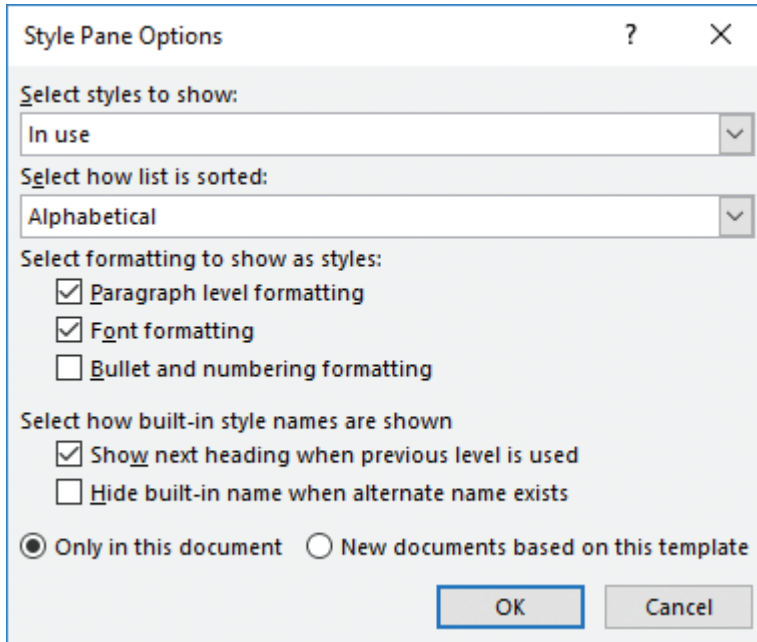 Style Pane Options ?
Select styles to show:
In use
Select how list is sorted:
Alphabetical
Select formatting to show as styles:
Paragraph level formatting
Font formatting
Bullet and numbering formatting
Select how built-in style names are shown
Show next heading when previous level is used
Hide built-in name when alternate name exists
Only in this document New documents based on this template
OK Cancel